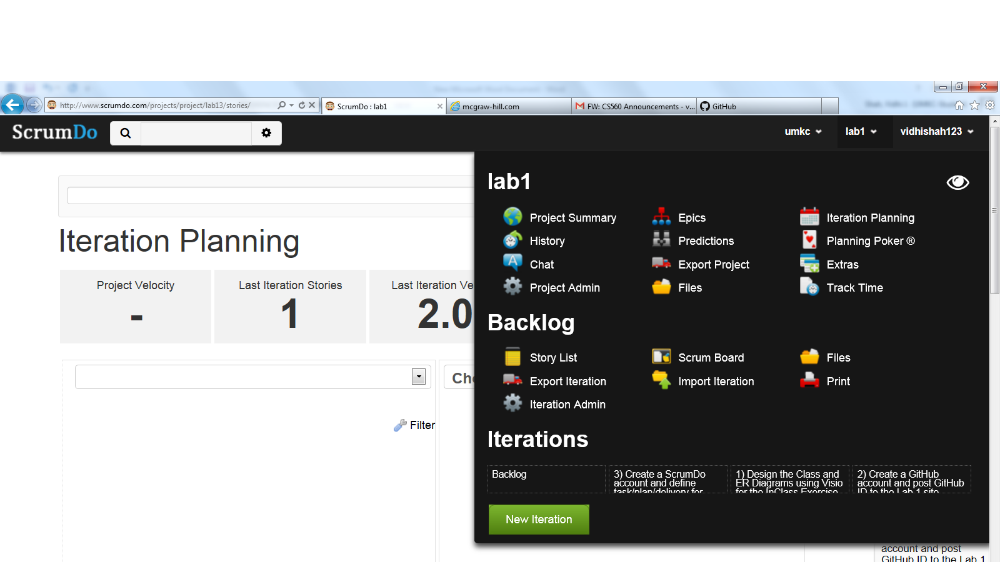 http://www.scrumdo.com/projects/project/lab13/stories/
ScrumDo : lab1
mcgraw-hill.com
FW: CS560 Announcements - v...
GitHub
ScrumDo
umkc
lab1
vidhishah123
lab1
Project Summary
Epics
Iteration Planning
History
Predictions
Planning Poker ®
Chat
Export Project
Extras
Project Admin
Files
Track Time
Backlog
Story List
Scrum Board
Files
Export Iteration
Import Iteration
Print
Iteration Admin
Iterations
Backlog
3) Create a ScrumDo
account and define
task/plan/delivery for
1) Design the Class and
ER Diagrams using Visio
for the InClass Exercise
2) Create a GitHub
account and post GitHub
ID to the Lab 1 site
New Iteration
Iteration Planning
Project Velocity
-
Last Iteration Stories
1
Last Iteration Ve
2.0
Filter
account and post
GitHub ID to the Lab 1